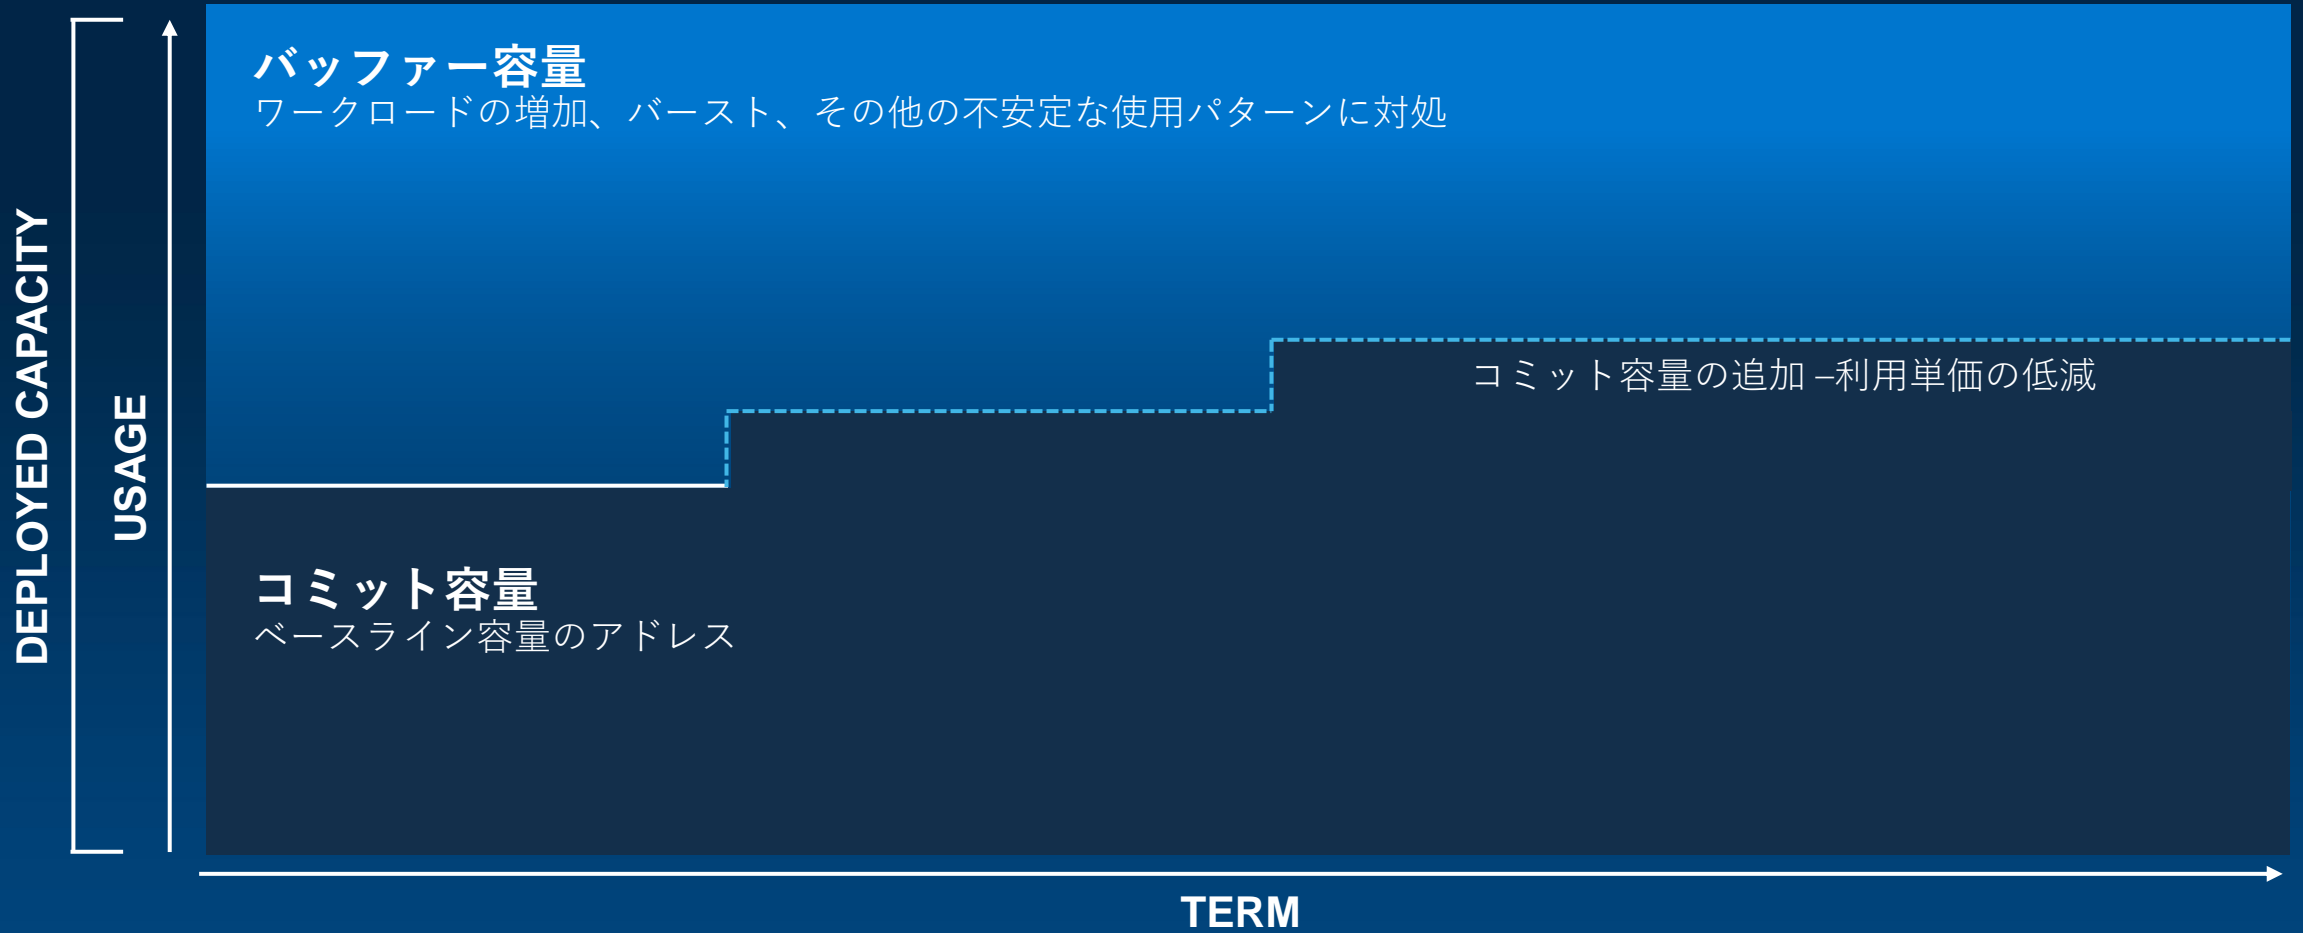 DEPLOYED CAPACITY
USAGE
バッファー容量
ワークロードの増加、バースト、その他の不安定な使用パターンに対処
コミット容量の追加 –利用単価の低減
コミット容量
ベースライン容量のアドレス
TERM